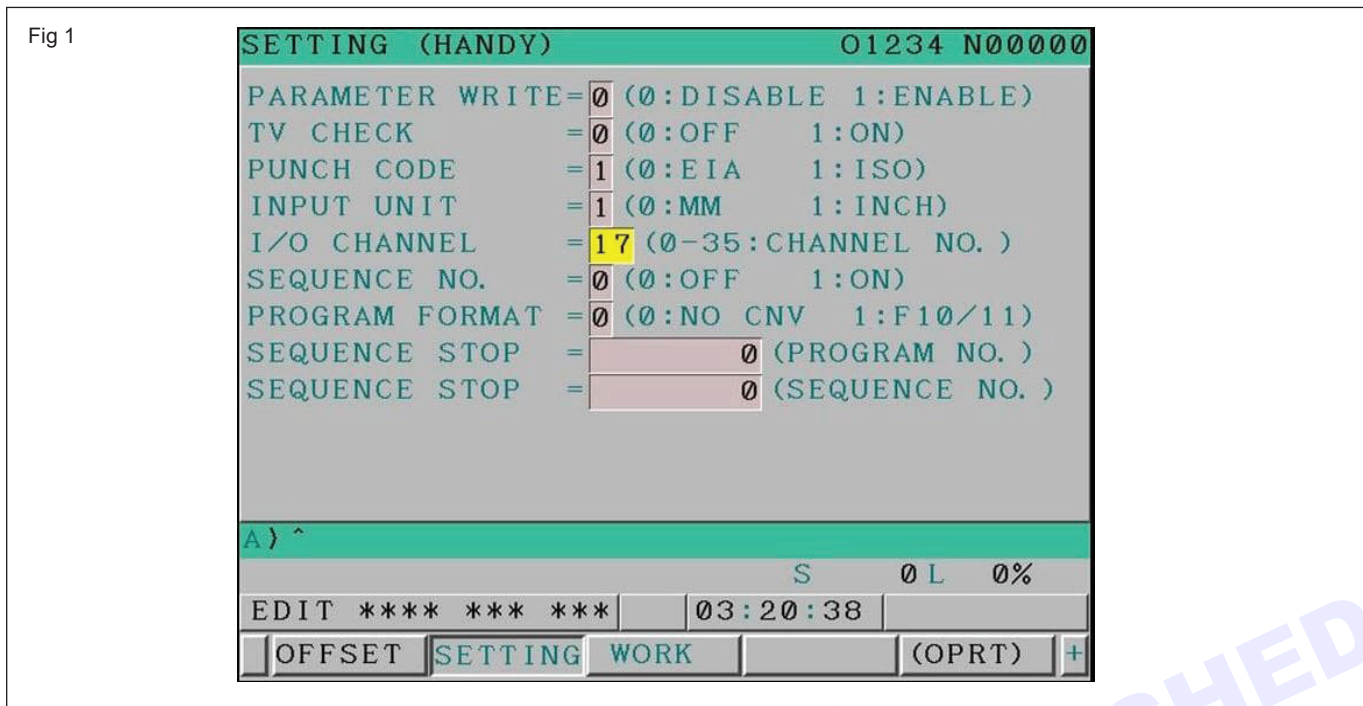 Fig 1
SETTING (HANDY) O1234 N00000
PARAMETER WRITE=0(0:DISABLE 1:ENABLE)
TV CHECK =0(0:OFF 1:ON)
PUNCH CODE =1(0:EIA 1:ISO)
INPUT UNIT =1(0:MM 1:INCH)
I/O CHANNEL =17(0-35:CHANNEL NO.)
SEQUENCE NO. =0(0:OFF 1:ON)
PROGRAM FORMAT =0(0:NO CNV 1:F10/11)
SEQUENCE STOP = 0(PROGRAM NO.)
SEQUENCE STOP = 0(SEQUENCE NO.)
A)^
S 0 L 0%
EDIT **** *** *** 03:20:38
OFFSET SETTING WORK (OPRT) +
SHED